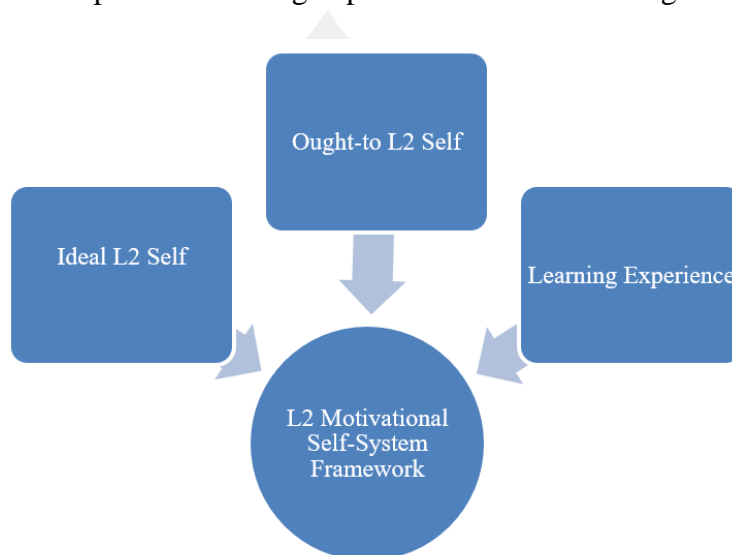 Ought-to L2 Self
Ideal L2 Self
Learning Experience
L2 Motivational
Self-System
Framework